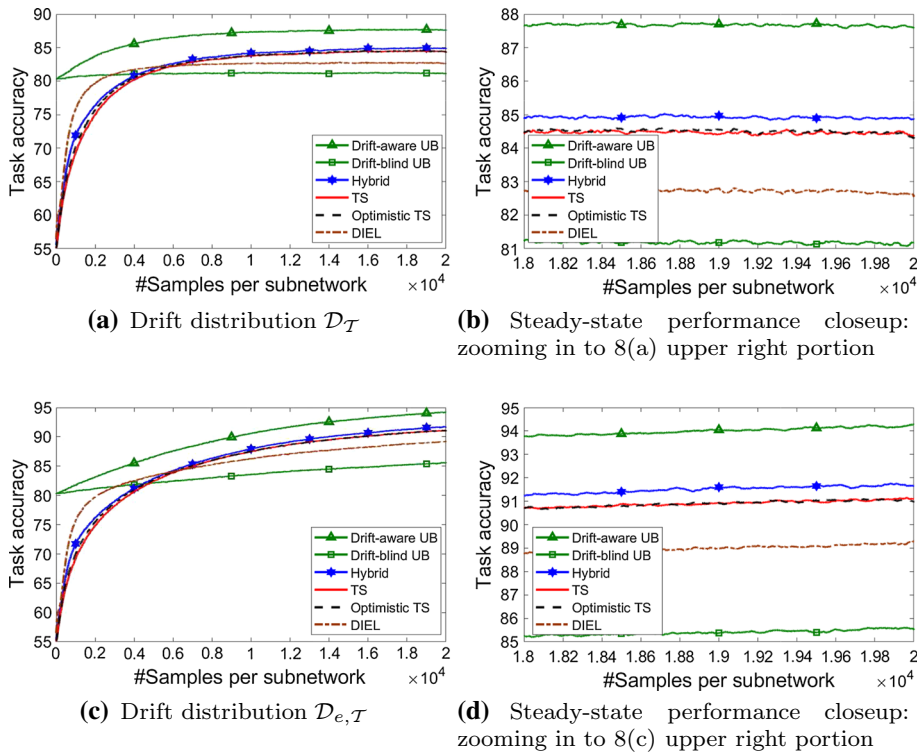 90
85
80
75
70
65
60
55
Task accuracy
Drift-aware UB
Drift-blind UB
Hybrid
TS
Optimistic TS
DIEL
0 0.2 0.4 0.6 0.8 1 1.2 1.4 1.6 1.8 2
#Samples per subnetwork ×10^4
(a) Drift distribution 𝒟_𝒯
88
87
86
85
84
83
82
81
Task accuracy
Drift-aware UB
Drift-blind UB
Hybrid
TS
Optimistic TS
DIEL
1.8 1.82 1.84 1.86 1.88 1.9 1.92 1.94 1.96 1.98 2
#Samples per subnetwork ×10^4
(b) Steady-state performance closeup:
zooming in to 8(a) upper right portion
95
90
85
80
75
70
65
60
55
Task accuracy
Drift-aware UB
Drift-blind UB
Hybrid
TS
Optimistic TS
DIEL
0 0.2 0.4 0.6 0.8 1 1.2 1.4 1.6 1.8 2
#Samples per subnetwork ×10^4
(c) Drift distribution 𝒟_{e,𝒯}
95
94
93
92
91
90
89
88
87
86
85
Task accuracy
Drift-aware UB
Drift-blind UB
Hybrid
TS
Optimistic TS
DIEL
1.8 1.82 1.84 1.86 1.88 1.9 1.92 1.94 1.96 1.98 2
#Samples per subnetwork ×10^4
(d) Steady-state performance closeup:
zooming in to 8(c) upper right portion